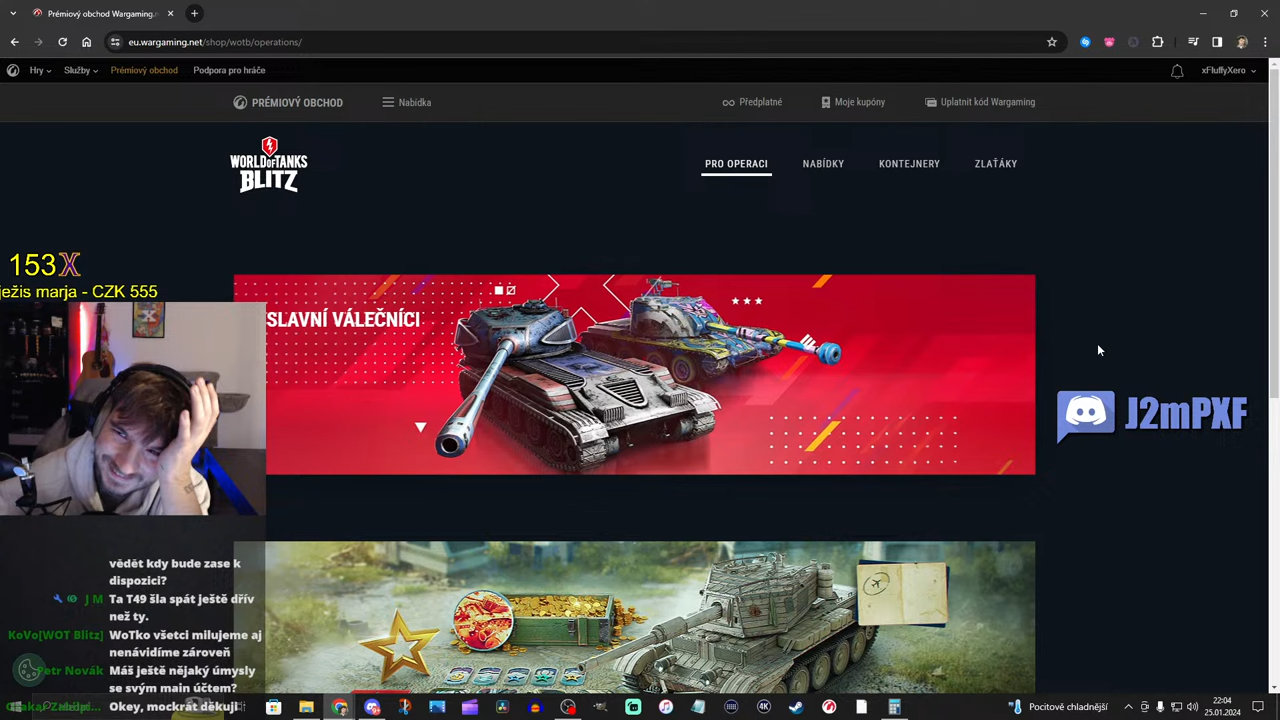 Prémiový obchod Wargaming.n
eu.wargaming.net/shop/wotb/operations/
Hry Služby Prémiový obchod Podpora pro hráče xFluffyXero
PRÉMIOVÝ OBCHOD Nabídka Předplatné Moje kupóny Uplatnit kód Wargaming
WORLD OF TANKS
BLITZ
PRO OPERACI NABÍDKY KONTEJNERY ZLAŤÁKY
153X
ježis marja - CZK 555
SLAVNÍ VÁLEČNÍCI
J2mPXF
vědět kdy bude zase k
dispozici?
J M Ta T49 šla spát ještě dřív
než ty.
KoVo[WOT Blitz] WoTko všetci milujeme aj
nenávidíme zároveň
Petr Novák Máš ještě nějaký úmysly
se svým main účtem?
Okey, mockrát děkuji
Pocitově chladnější
22:04
25.01.2024